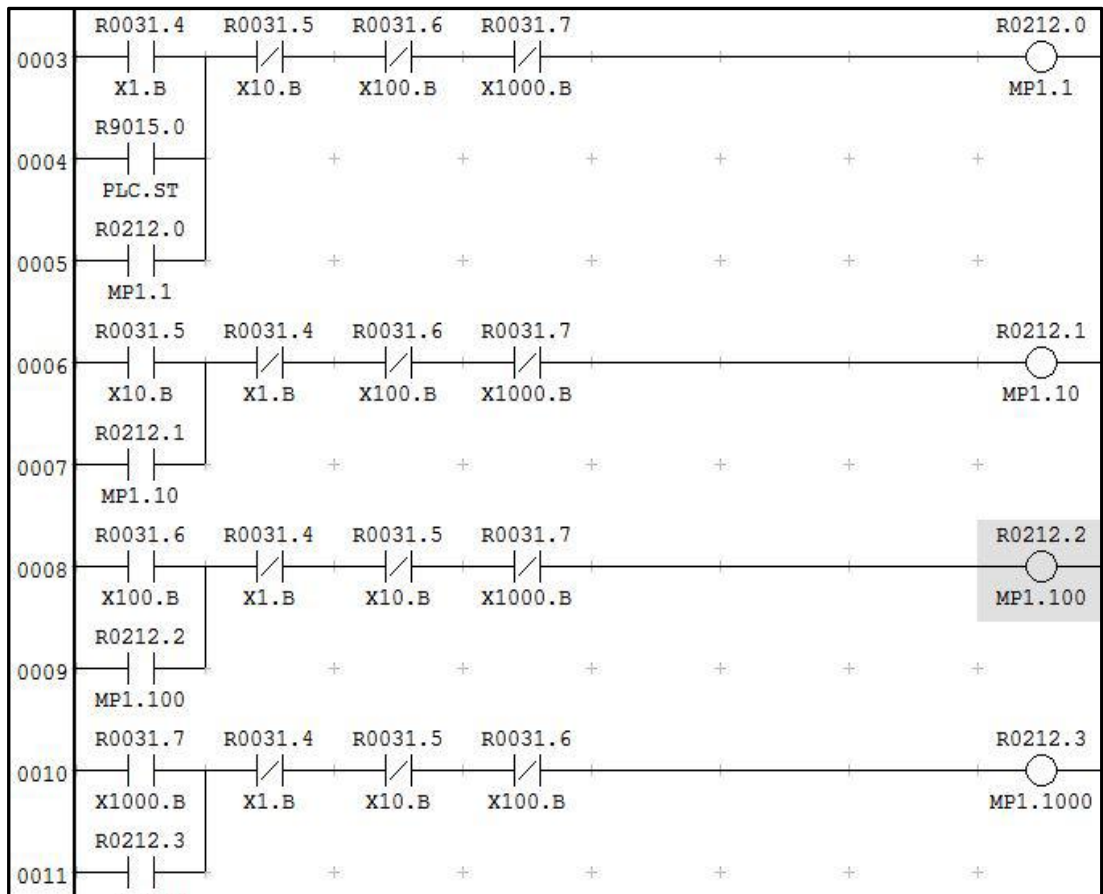 R0031.4 R0031.5 R0031.6 R0031.7 R0212.0
0003
X1.B X10.B X100.B X1000.B MP1.1
R9015.0
0004
PLC.ST
R0212.0
0005
MP1.1
R0031.5 R0031.4 R0031.6 R0031.7 R0212.1
0006
X10.B X1.B X100.B X1000.B MP1.10
R0212.1
0007
MP1.10
R0031.6 R0031.4 R0031.5 R0031.7 R0212.2
0008
X100.B X1.B X10.B X1000.B MP1.100
R0212.2
0009
MP1.100
R0031.7 R0031.4 R0031.5 R0031.6 R0212.3
0010
X1000.B X1.B X10.B X100.B MP1.1000
R0212.3
0011